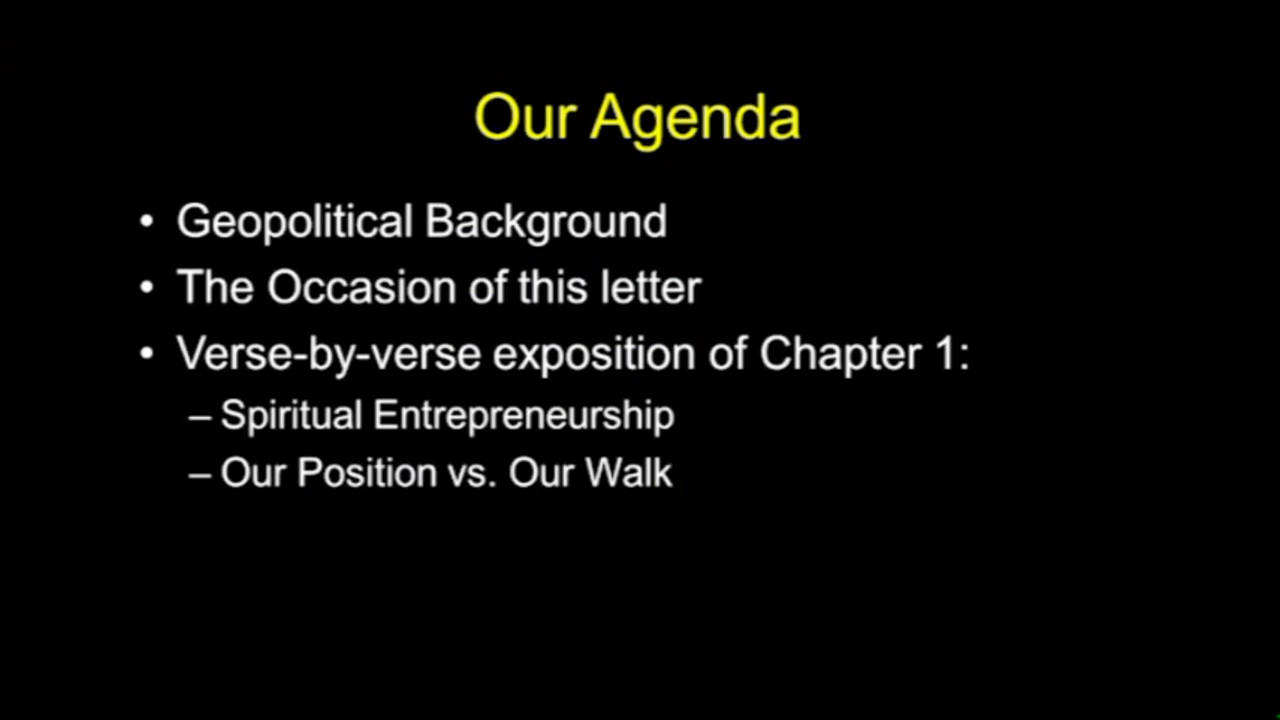 Our Agenda
• Geopolitical Background
• The Occasion of this letter
• Verse-by-verse exposition of Chapter 1:
– Spiritual Entrepreneurship
– Our Position vs. Our Walk